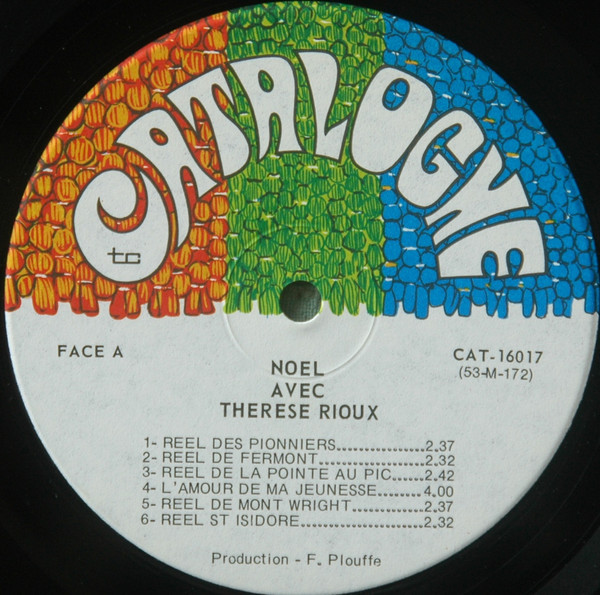 CATALOGNE
tc
FACE A
CAT-16017
(53-M-172)
NOEL
AVEC
THERESE RIOUX
1- REEL DES PIONNIERS..................2.37
2- REEL DE FERMONT.....................2.32
3- REEL DE LA POINTE AU PIC........2.42
4- L'AMOUR DE MA JEUNESSE..........4.00
5- REEL DE MONT WRIGHT...............2.37
6- REEL ST ISIDORE........................2.32
Production - F. Plouffe